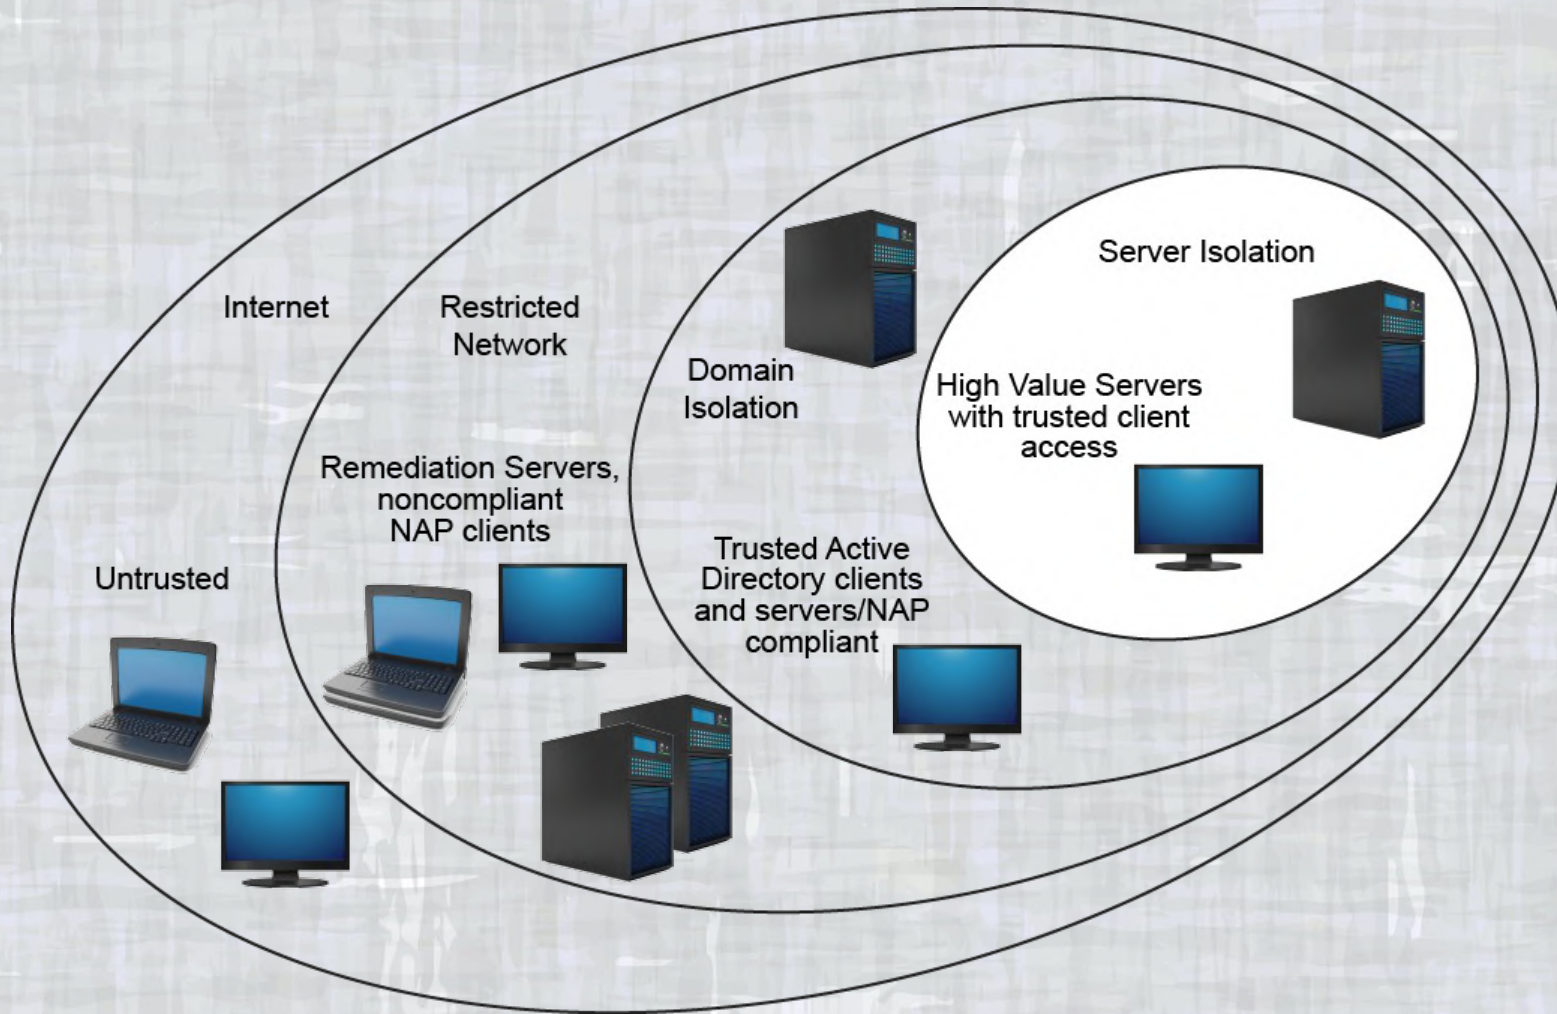 Internet
Untrusted
Restricted
Network
Remediation Servers,
noncompliant
NAP clients
Domain
Isolation
Trusted Active
Directory clients
and servers/NAP
compliant
Server Isolation
High Value Servers
with trusted client
access